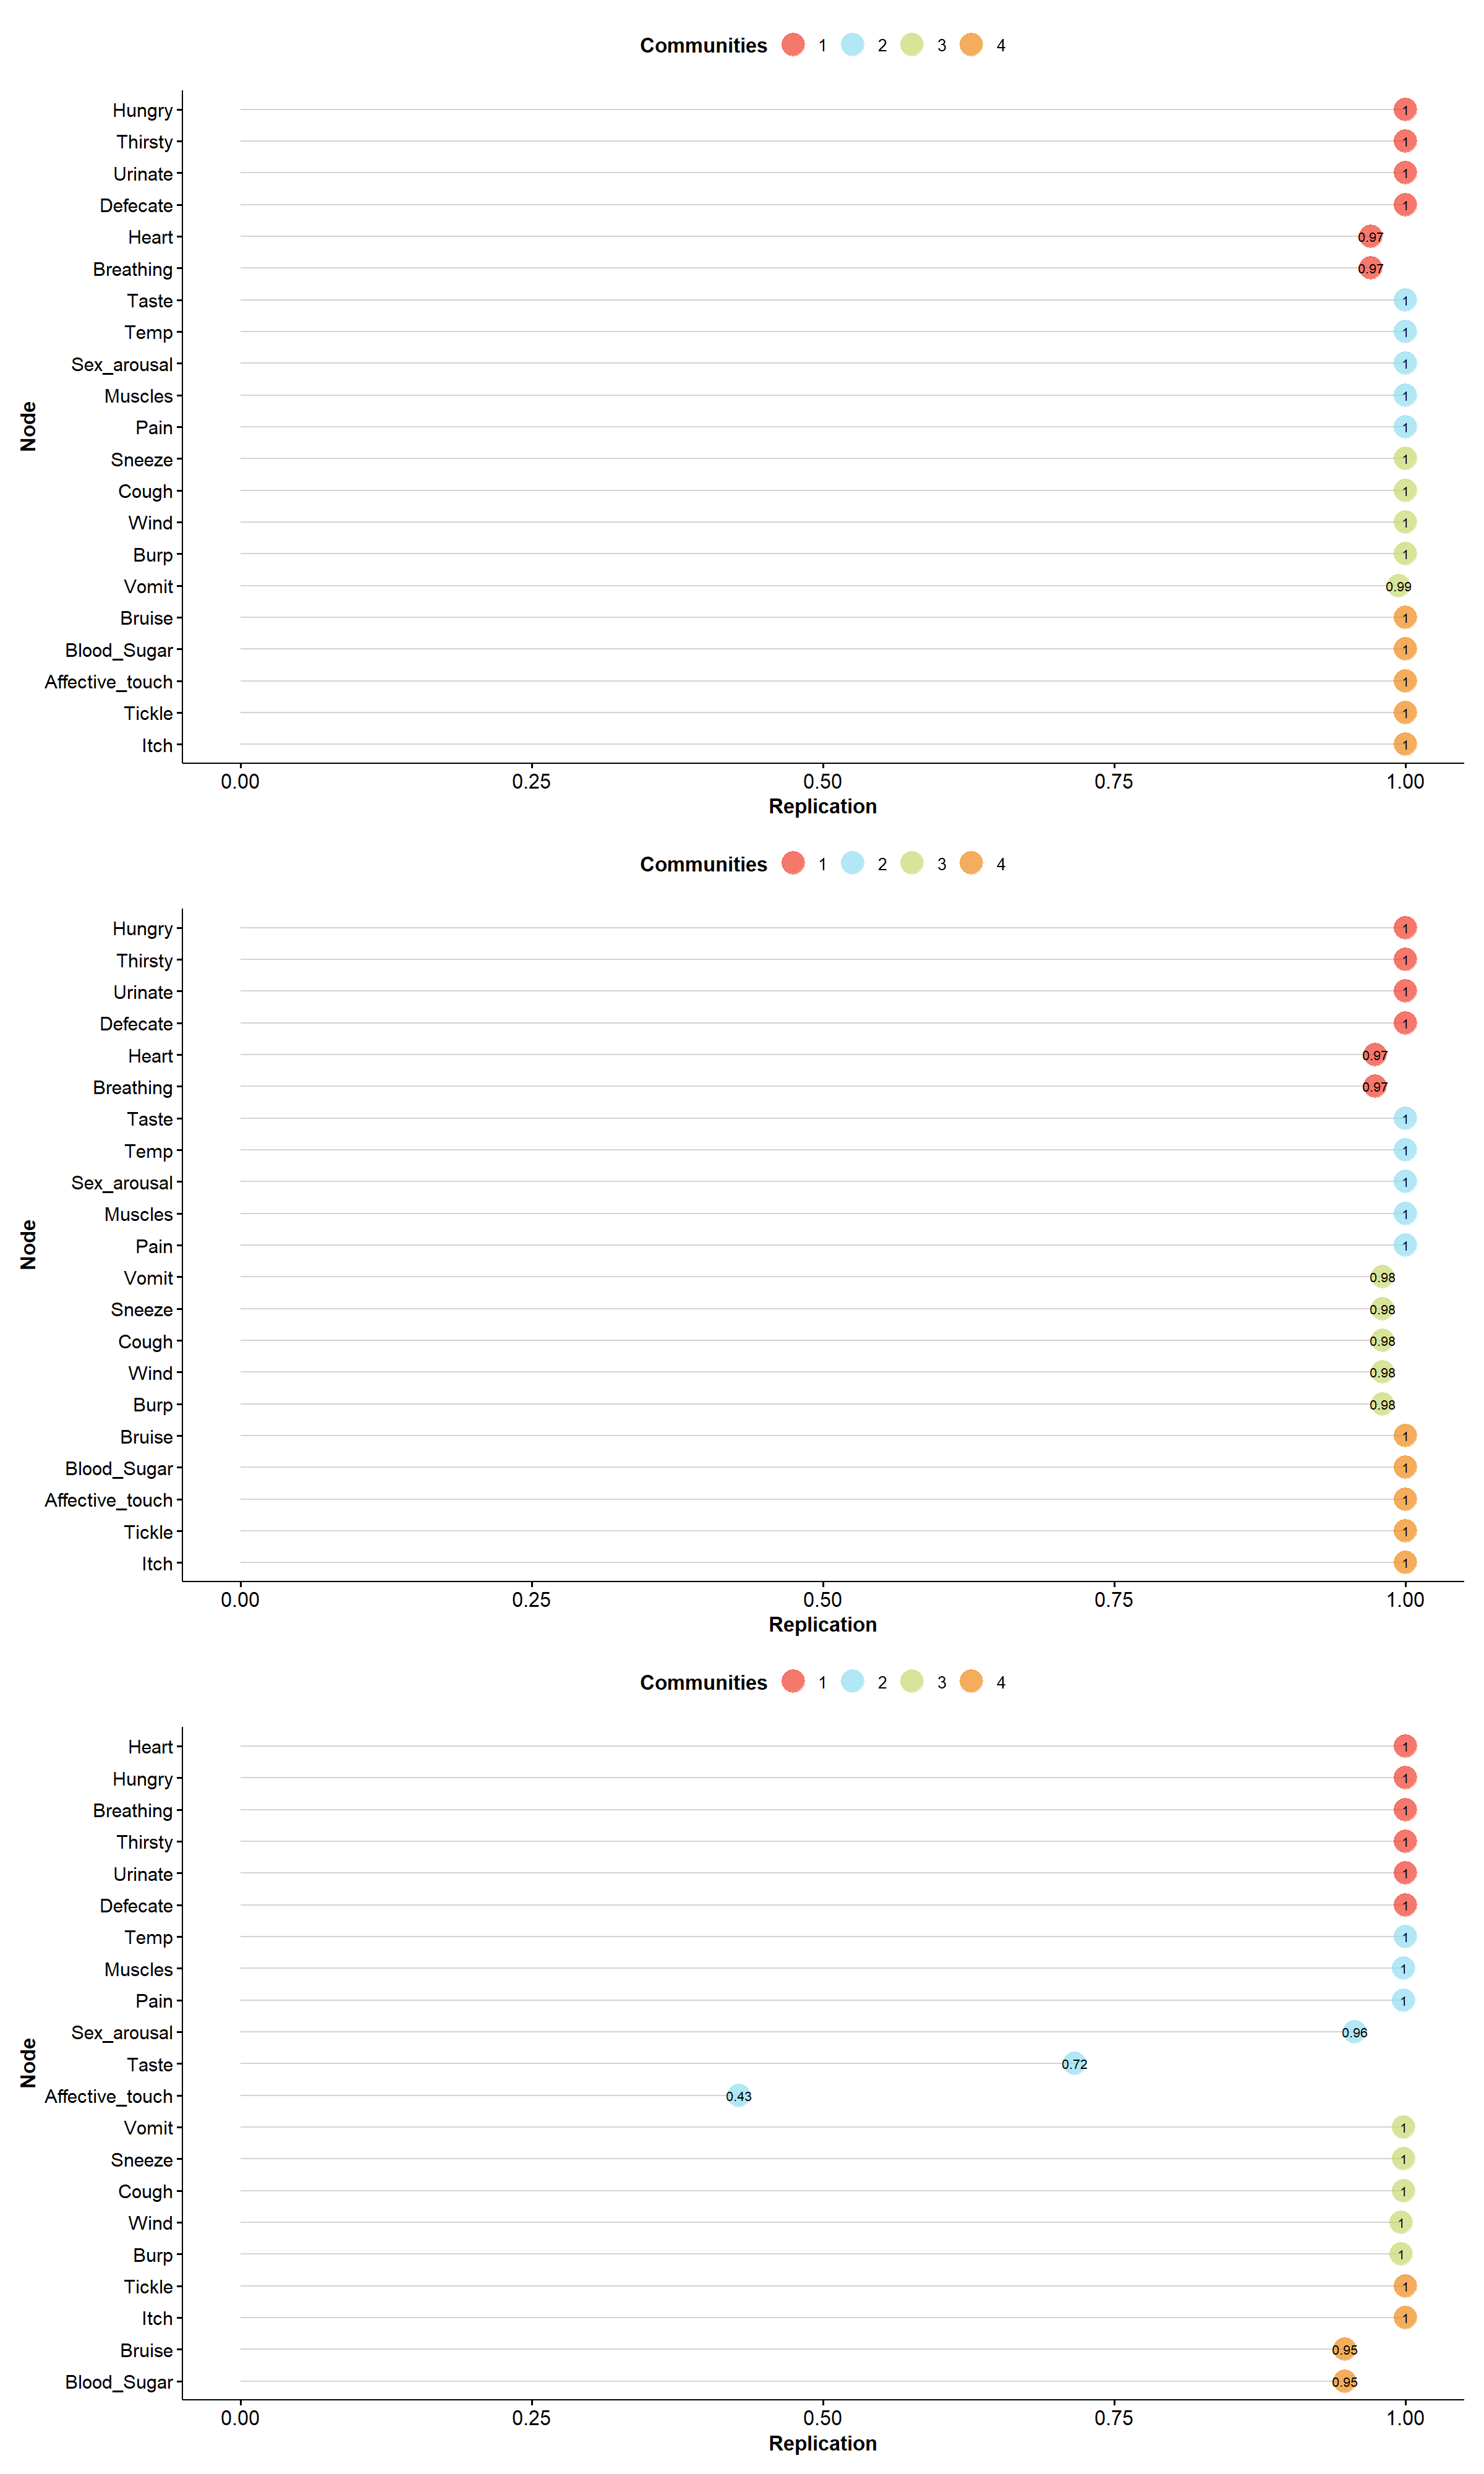 Communities 1 2 3 4
Hungry 1
Thirsty 1
Urinate 1
Defecate 1
Heart 0.97
Breathing 0.97
Taste 1
Temp 1
Sex_arousal 1
Muscles 1
Node
Pain 1
Sneeze 1
Cough 1
Wind 1
Burp 1
Vomit 0.99
Bruise 1
Blood_Sugar 1
Affective_touch 1
Tickle 1
Itch 1
0.00 0.25 0.50 0.75 1.00
Replication
Communities 1 2 3 4
Hungry 1
Thirsty 1
Urinate 1
Defecate 1
Heart 0.97
Breathing 0.97
Taste 1
Temp 1
Sex_arousal 1
Muscles 1
Node
Pain 1
Vomit 0.98
Sneeze 0.98
Cough 0.98
Wind 0.98
Burp 0.98
Bruise 1
Blood_Sugar 1
Affective_touch 1
Tickle 1
Itch 1
0.00 0.25 0.50 0.75 1.00
Replication
Communities 1 2 3 4
Heart 1
Hungry 1
Breathing 1
Thirsty 1
Urinate 1
Defecate 1
Temp 1
Muscles 1
Pain 1
Sex_arousal 0.96
Node
Taste 0.72
Affective_touch 0.43
Vomit 1
Sneeze 1
Cough 1
Wind 1
Burp 1
Tickle 1
Itch 1
Bruise 0.95
Blood_Sugar 0.95
0.00 0.25 0.50 0.75 1.00
Replication